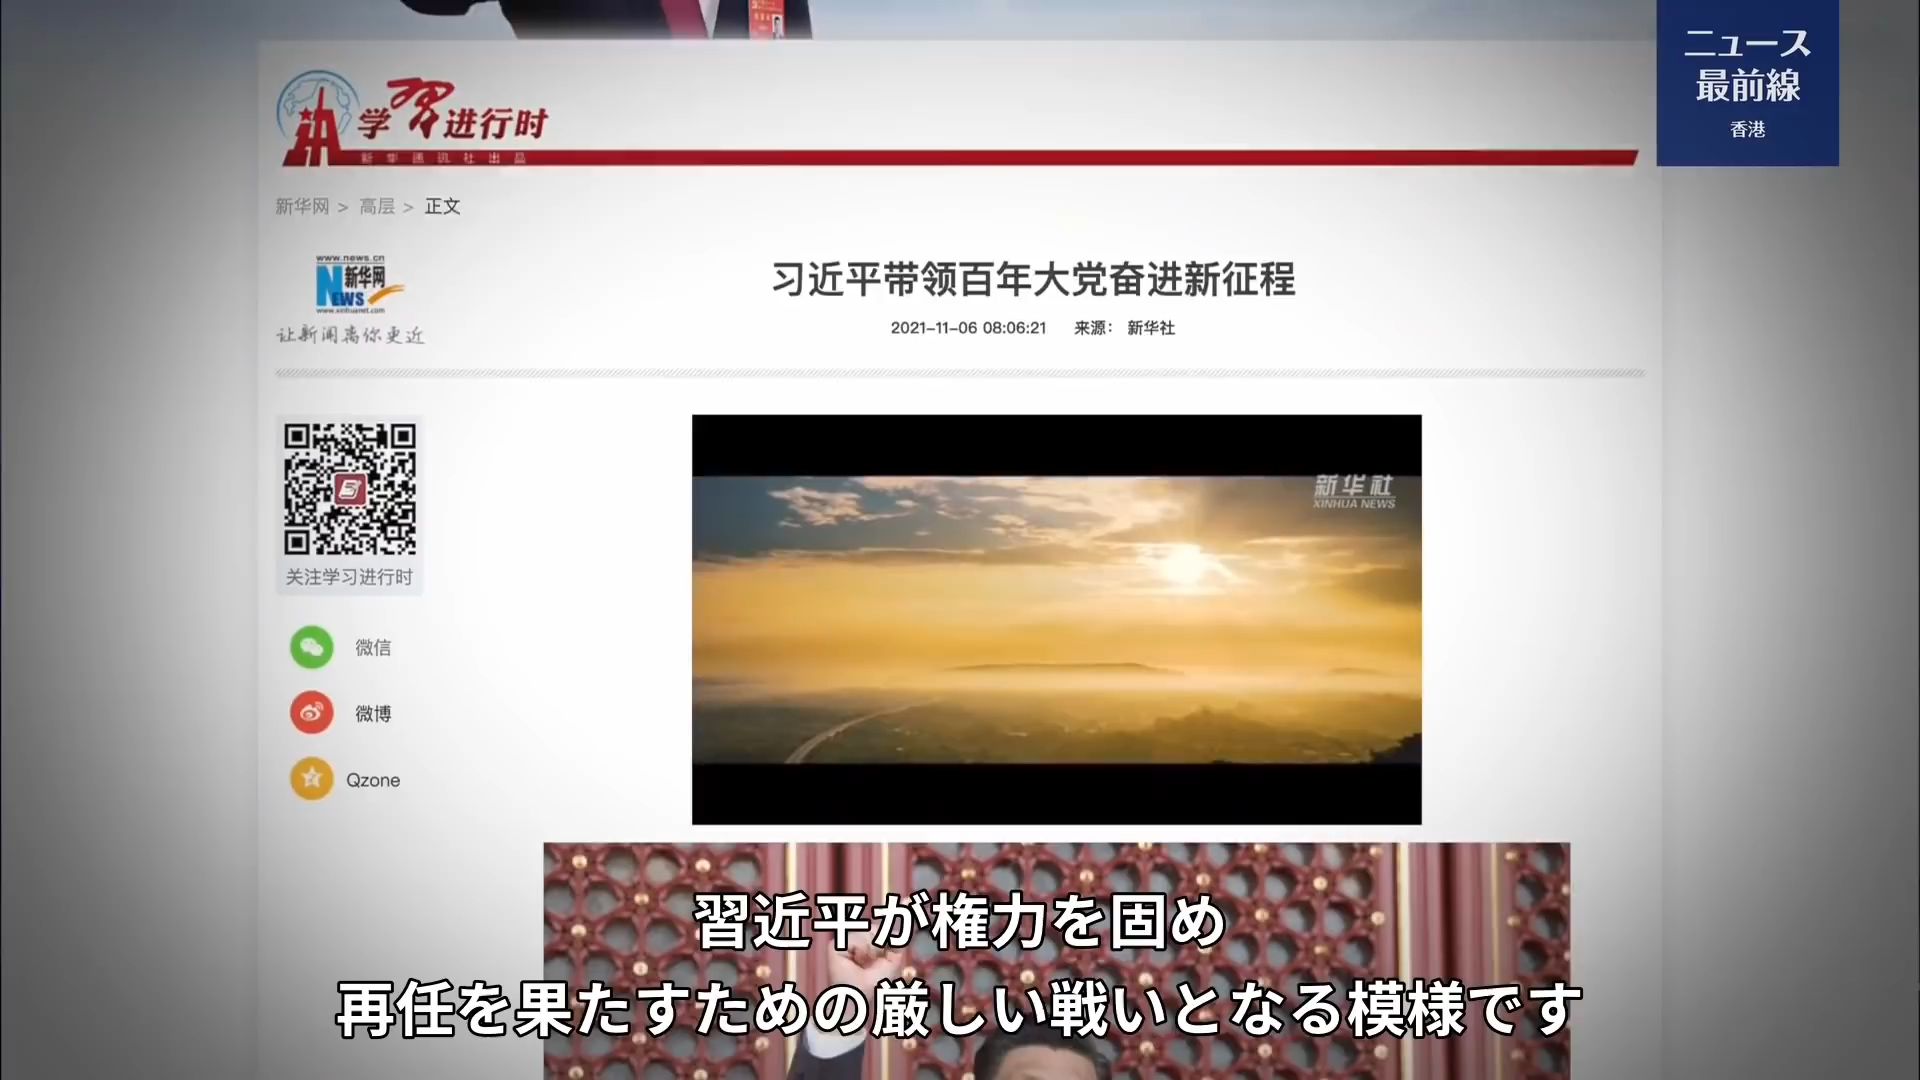 ニュース
最前線
香港
学習进行时
新华通讯社出品
新华网 > 高层 > 正文
www.news.cn
新华网
NEWS
www.xinhuanet.com
让新闻离你更近
习近平带领百年大党奋进新征程
2021-11-06 08:06:21 来源： 新华社
关注学习进行时
微信
微博
Qzone
新华社
XINHUA NEWS
習近平が権力を固め
再任を果たすための厳しい戦いとなる模様です